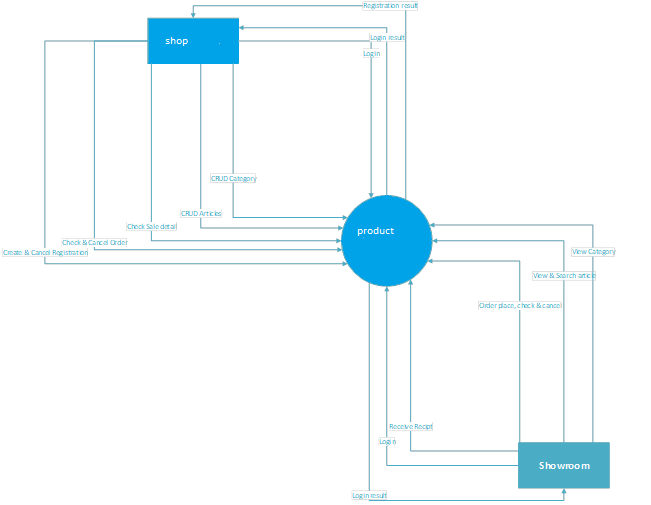 Registration result
shop
Login result
Login
CRUD Category
CRUD Articles
Check Sale detail
product
Check & Cancel Order
Create & Cancel Registration
View Category
View & Search article
Order place, check & cancel
Receive Recipt
Login
Showroom
Login result